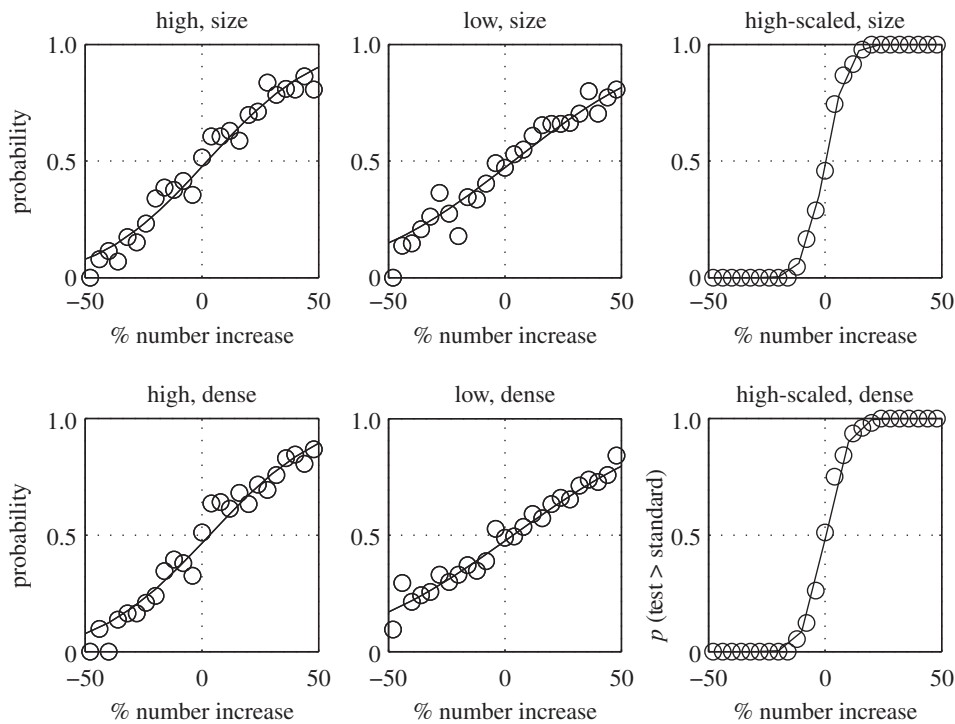 high, size
low, size
high-scaled, size
probability
1.0
0.5
0
−50
0
50
% number increase
1.0
0.5
0
−50
0
50
% number increase
1.0
0.5
0
−50
0
50
% number increase
high, dense
low, dense
high-scaled, dense
probability
1.0
0.5
0
−50
0
50
% number increase
1.0
0.5
0
−50
0
50
% number increase
p (test > standard)
1.0
0.5
0
−50
0
50
% number increase